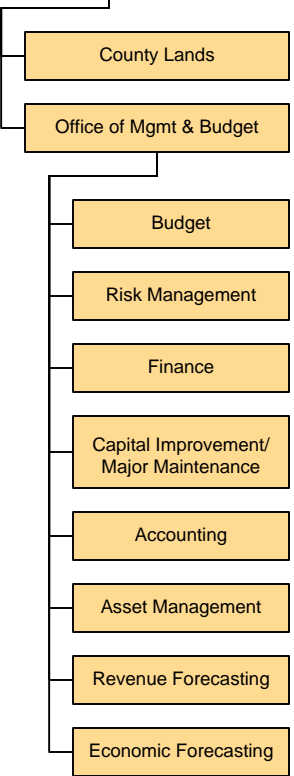 County Lands
Office of Mgmt & Budget
Budget
Risk Management
Finance
Capital Improvement/
Major Maintenance
Accounting
Asset Management
Revenue Forecasting
Economic Forecasting